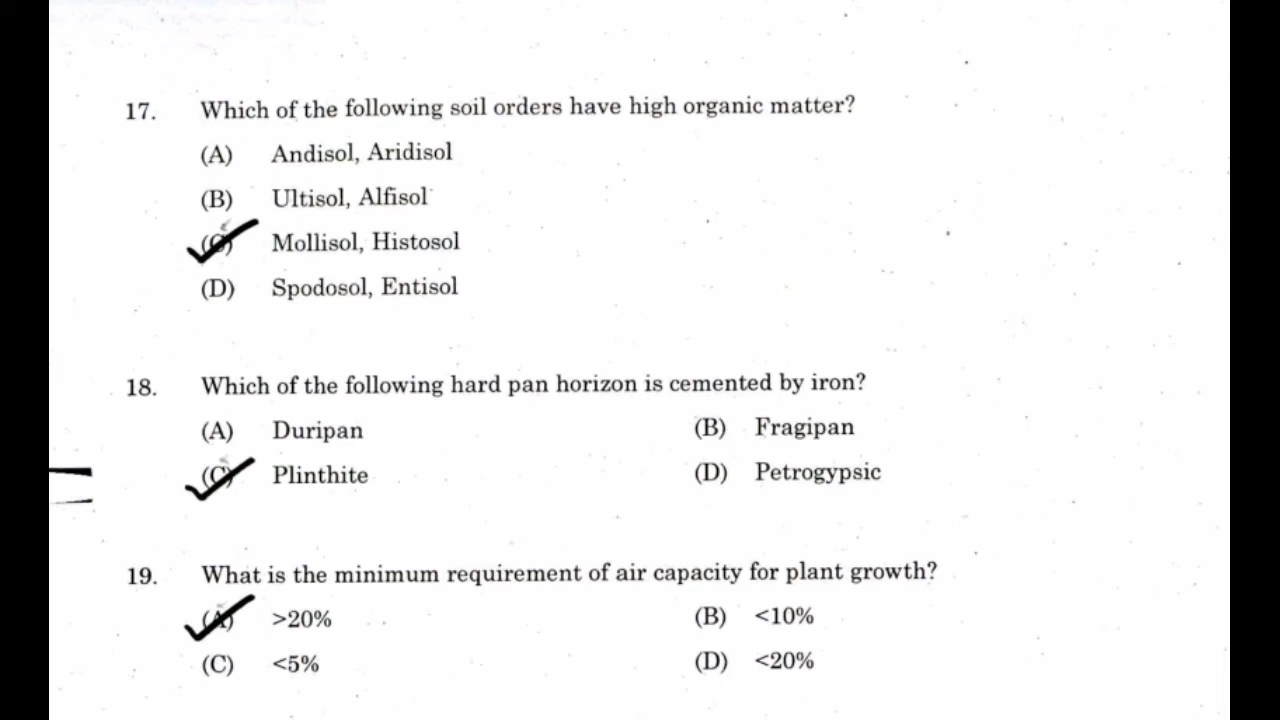 17. Which of the following soil orders have high organic matter?
(A) Andisol, Aridisol
(B) Ultisol, Alfisol
(C) Mollisol, Histosol
(D) Spodosol, Entisol
18. Which of the following hard pan horizon is cemented by iron?
(A) Duripan (B) Fragipan
(C) Plinthite (D) Petrogypsic
19. What is the minimum requirement of air capacity for plant growth?
(A) >20% (B) <10%
(C) <5% (D) <20%